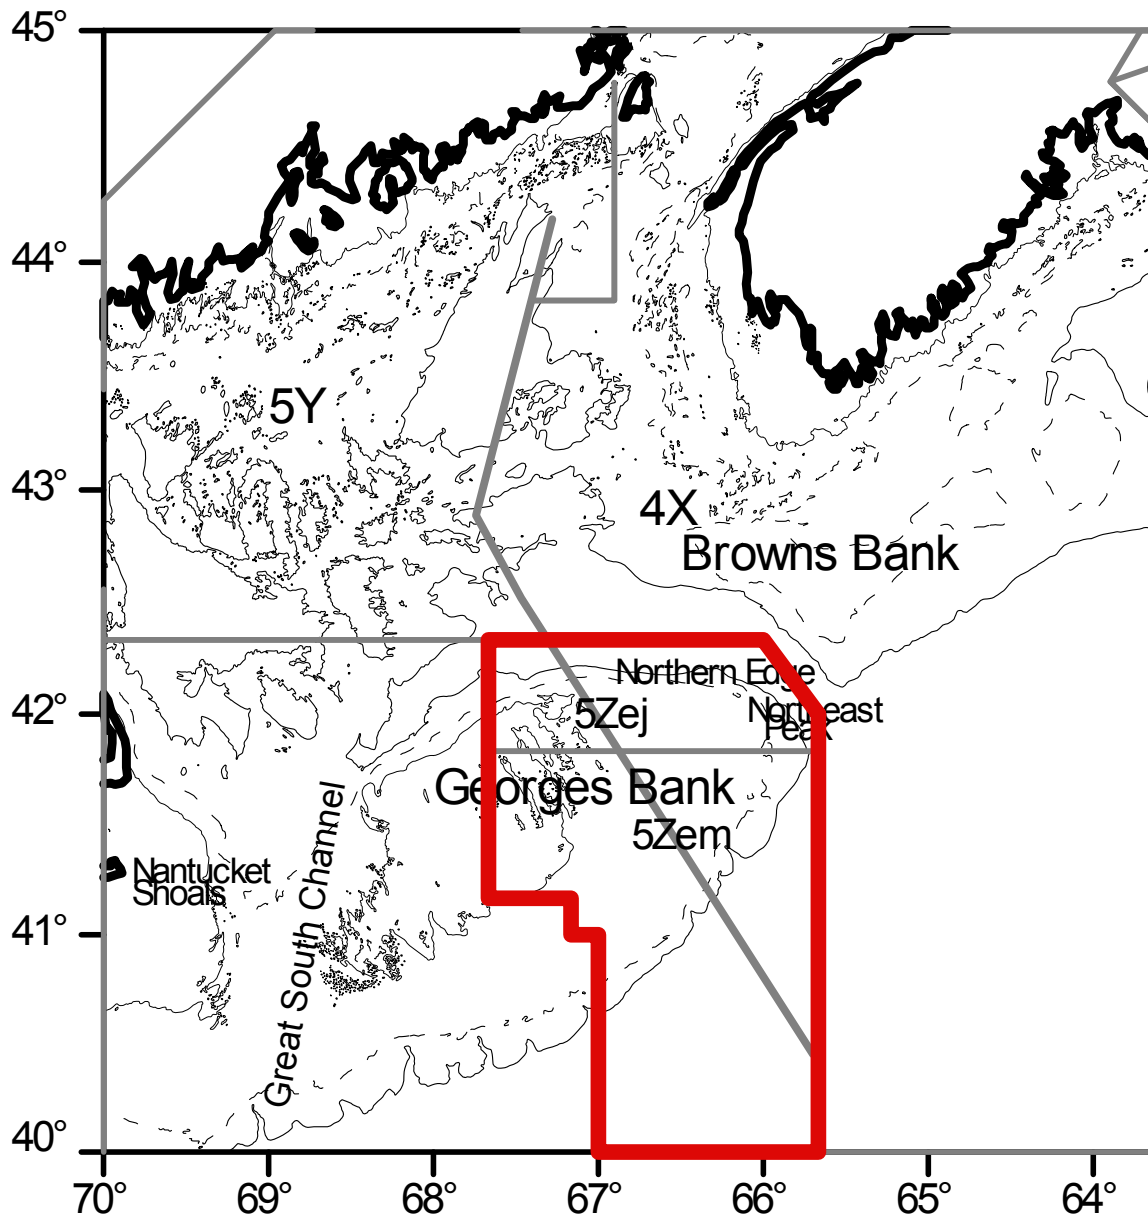 45°
44°
5Y
43°
4X
Browns Bank
Northern Edge
42°
5Zej
Northeast
Peak
Georges Bank
5Zem
Great South Channel
Nantucket
Shoals
41°
40°
70°
69°
68°
67°
66°
65°
64°